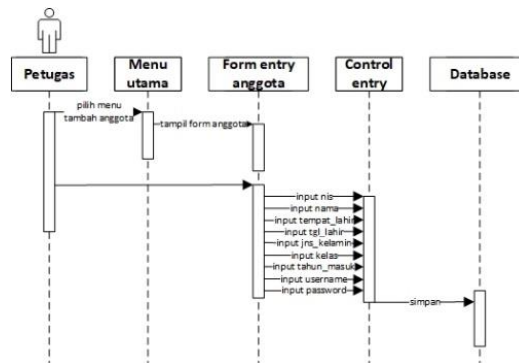 Petugas
Menu
utama
Form entry
anggota
Control
entry
Database
pilih menu
tambah anggota
tampil form anggota
input nis
input nama
input tempat_lahir
input tgl_lahir
input jns_kelamin
input kelas
input tahun_masuk
input username
input password
simpan